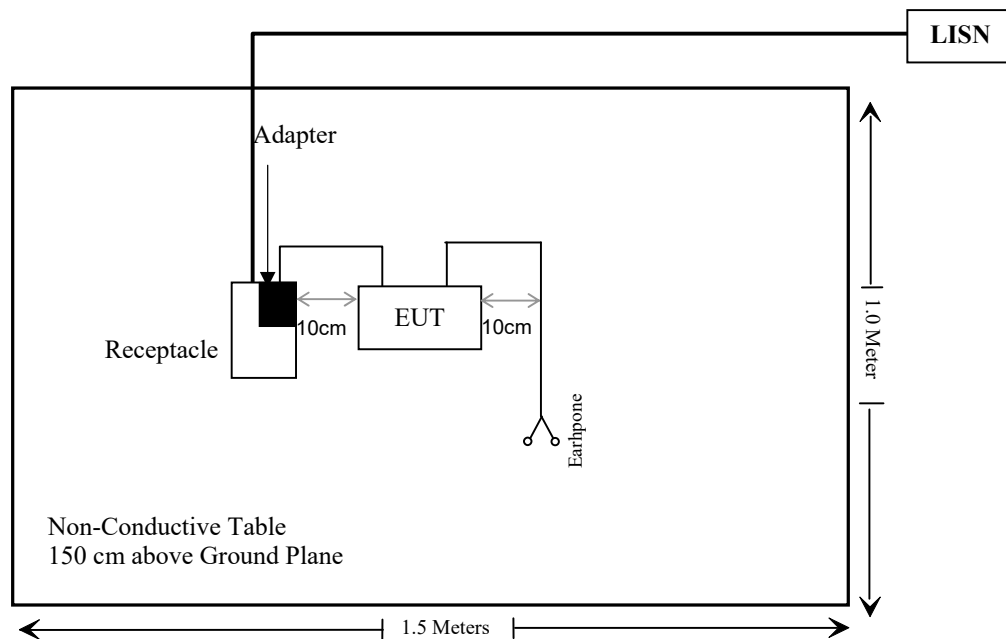 LISN
Adapter
10cm
EUT
10cm
Receptacle
1.0 Meter
Earhpone
Non-Conductive Table
150 cm above Ground Plane
1.5 Meters